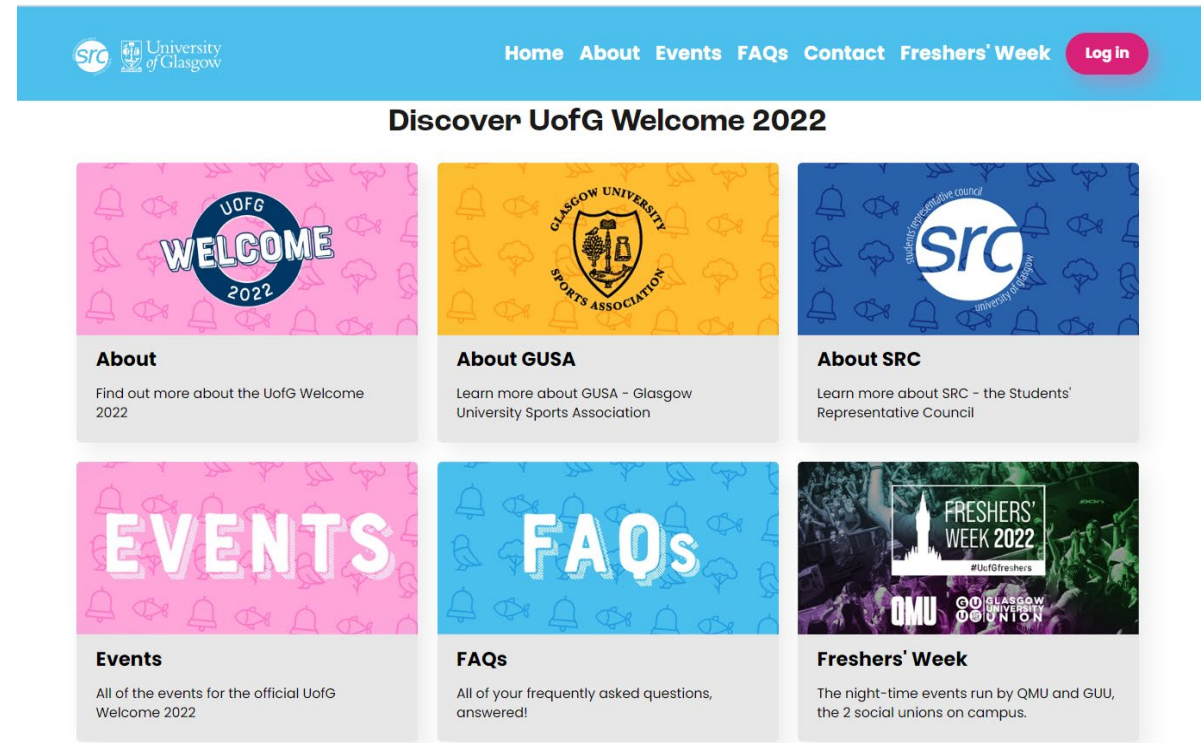 src University of Glasgow
Home About Events FAQs Contact Freshers' Week Log in
Discover UofG Welcome 2022
UOFG
WELCOME
2022
About
Find out more about the UofG Welcome
2022
GLASGOW UNIVERSITY
SPORTS ASSOCIATION
About GUSA
Learn more about GUSA - Glasgow
University Sports Association
students' representative council
src
university of glasgow
About SRC
Learn more about SRC - the Students'
Representative Council
EVENTS
Events
All of the events for the official UofG
Welcome 2022
FAQs
FAQs
All of your frequently asked questions,
answered!
FRESHERS'
WEEK 2022
#UofGfreshers
QMU GUU GLASGOW
UNIVERSITY
UNION
Freshers' Week
The night-time events run by QMU and GUU,
the 2 social unions on campus.